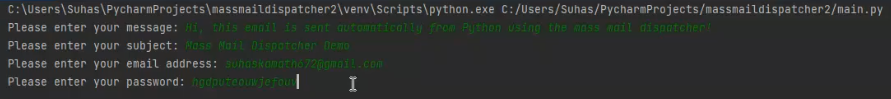 C:\Users\Suhas\PycharmProjects\massmaildispatcher2\venv\Scripts\python.exe C:/Users/Suhas/PycharmProjects/massmaildispatcher2/main.py
Please enter your message: Hi, this email is sent automatically from Python using the mass mail dispatcher!
Please enter your subject: Mass Mail Dispatcher Demo
Please enter your email address:
Please enter your password: